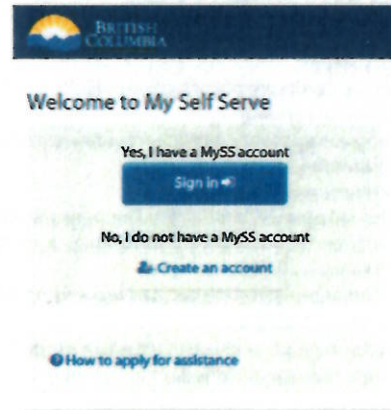 BRITISH
COLUMBIA
Welcome to My Self Serve
Yes, I have a MySS account
Sign in
No, I do not have a MySS account
Create an account
How to apply for assistance